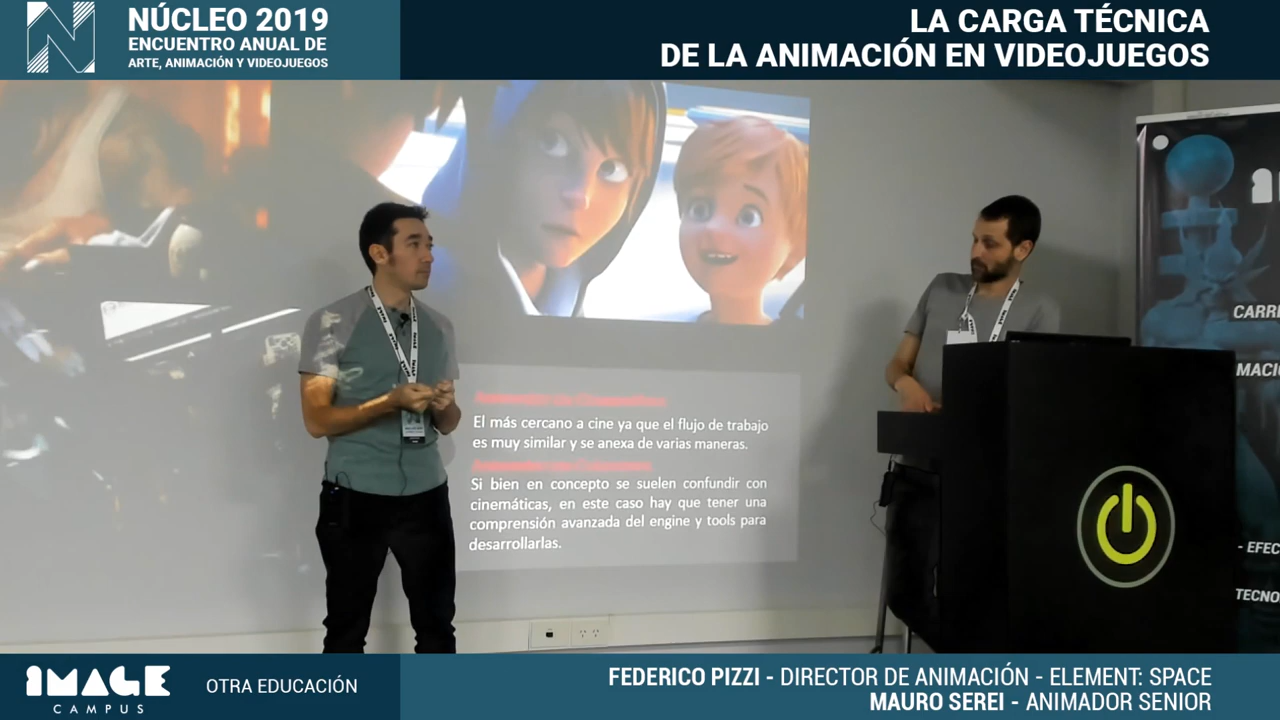 NÚCLEO 2019
ENCUENTRO ANUAL DE
ARTE, ANIMACIÓN Y VIDEOJUEGOS
LA CARGA TÉCNICA
DE LA ANIMACIÓN EN VIDEOJUEGOS
El más cercano a cine ya que el flujo de trabajo
es muy similar y se anexa de varias maneras.
Si bien en concepto se suelen confundir con
cinemáticas, en este caso hay que tener una
comprensión avanzada del engine y tools para
desarrollarlas.
CARRE
MACIÓ
- EFEC
TECNO
IMAGE
CAMPUS
OTRA EDUCACIÓN
FEDERICO PIZZI - DIRECTOR DE ANIMACIÓN - ELEMENT: SPACE
MAURO SEREI - ANIMADOR SENIOR